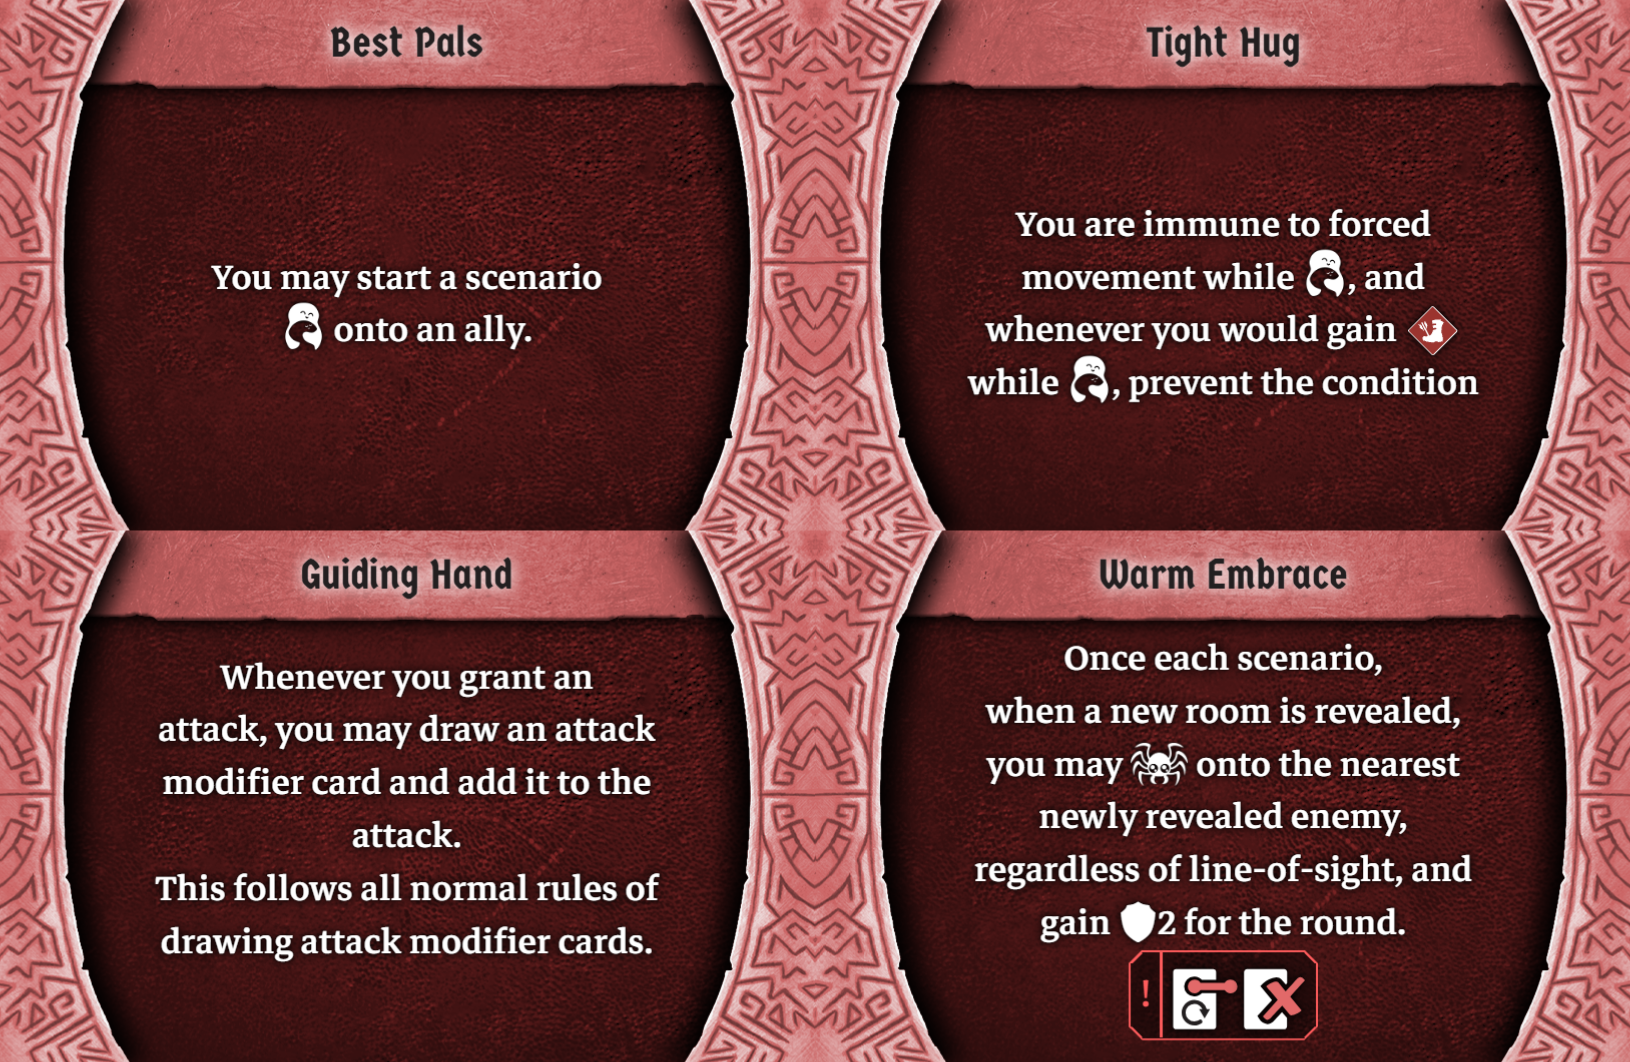 Best Pals
You may start a scenario
onto an ally.
Tight Hug
You are immune to forced
movement while , and
whenever you would gain
while , prevent the condition
Guiding Hand
Whenever you grant an
attack, you may draw an attack
modifier card and add it to the
attack.
This follows all normal rules of
drawing attack modifier cards.
Warm Embrace
Once each scenario,
when a new room is revealed,
you may onto the nearest
newly revealed enemy,
regardless of line-of-sight, and
gain 2 for the round.
!